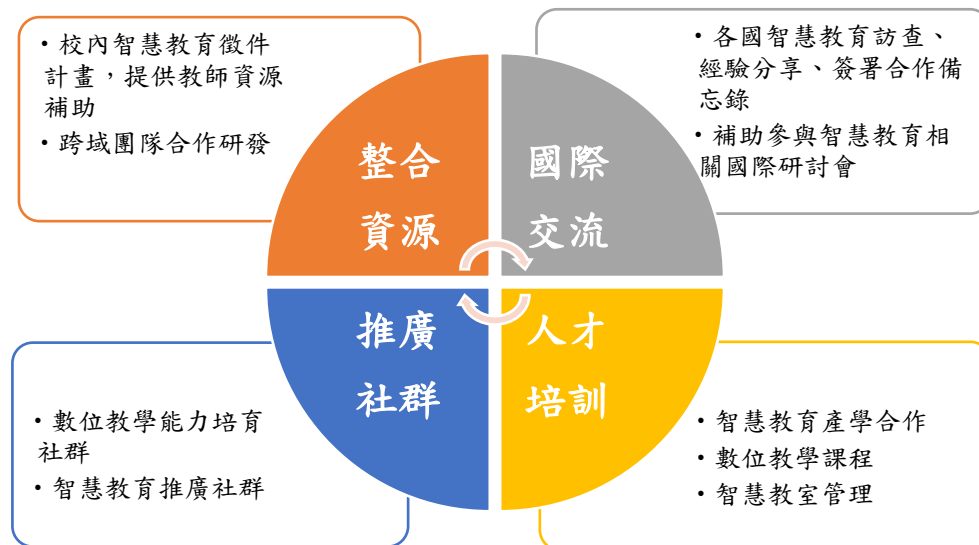 • 校內智慧教育徵件
計畫，提供教師資源
補助
• 跨域團隊合作研發
• 各國智慧教育訪查、
經驗分享、簽署合作備
忘錄
• 補助參與智慧教育相
關國際研討會
整合
資源
國際
交流
推廣
社群
人才
培訓
• 數位教學能力培育
社群
• 智慧教育推廣社群
• 智慧教育產學合作
• 數位教學課程
• 智慧教室管理